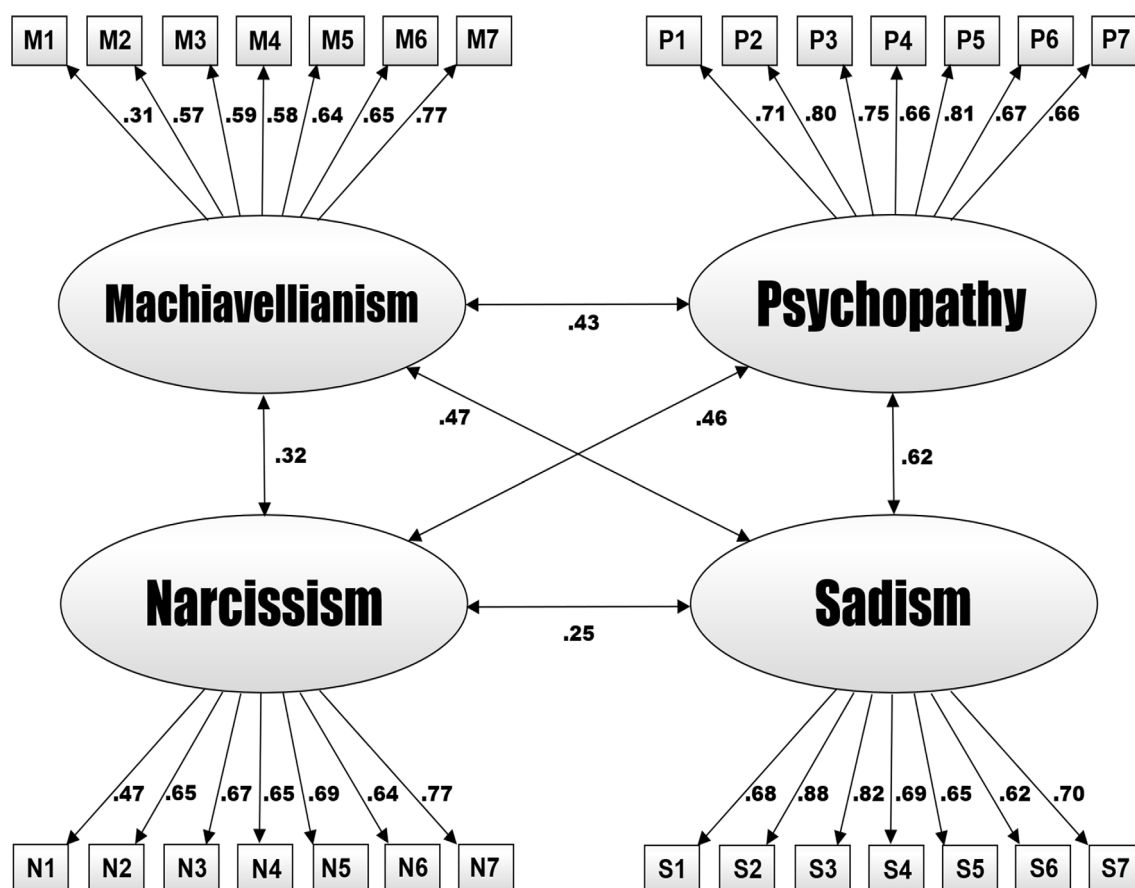 M1 M2 M3 M4 M5 M6 M7
P1 P2 P3 P4 P5 P6 P7
.31 .57 .59 .58 .64 .65 .77
.71 .80 .75 .66 .81 .67 .66
Machiavellianism
Psychopathy
.43
.47
.46
.32
.62
Narcissism
Sadism
.25
.47 .65 .67 .65 .69 .64 .77
.68 .88 .82 .69 .65 .62 .70
N1 N2 N3 N4 N5 N6 N7
S1 S2 S3 S4 S5 S6 S7